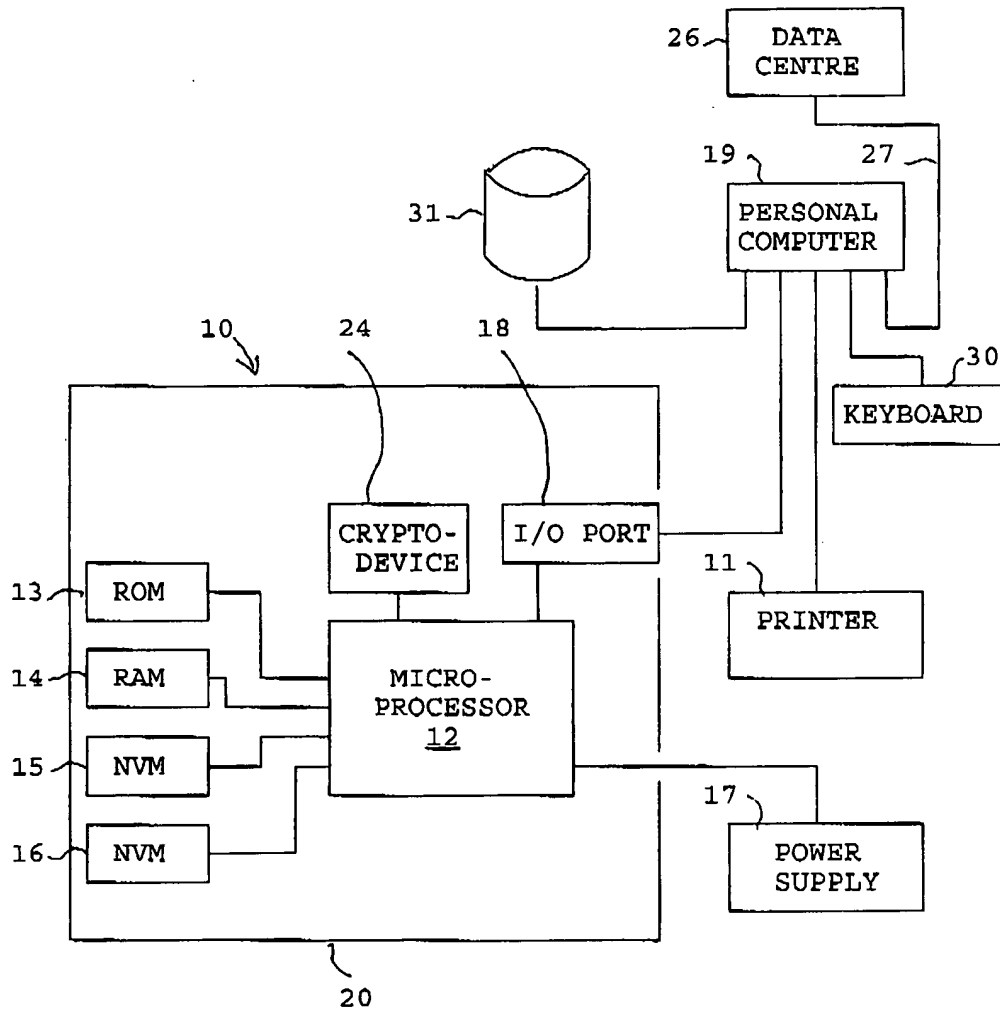 26
DATA
CENTRE
19
27
31
PERSONAL
COMPUTER
10
24
18
30
KEYBOARD
CRYPTO-
DEVICE
I/O PORT
13
ROM
11
PRINTER
14
RAM
MICRO-
PROCESSOR
12
15
NVM
17
16
NVM
POWER
SUPPLY
20